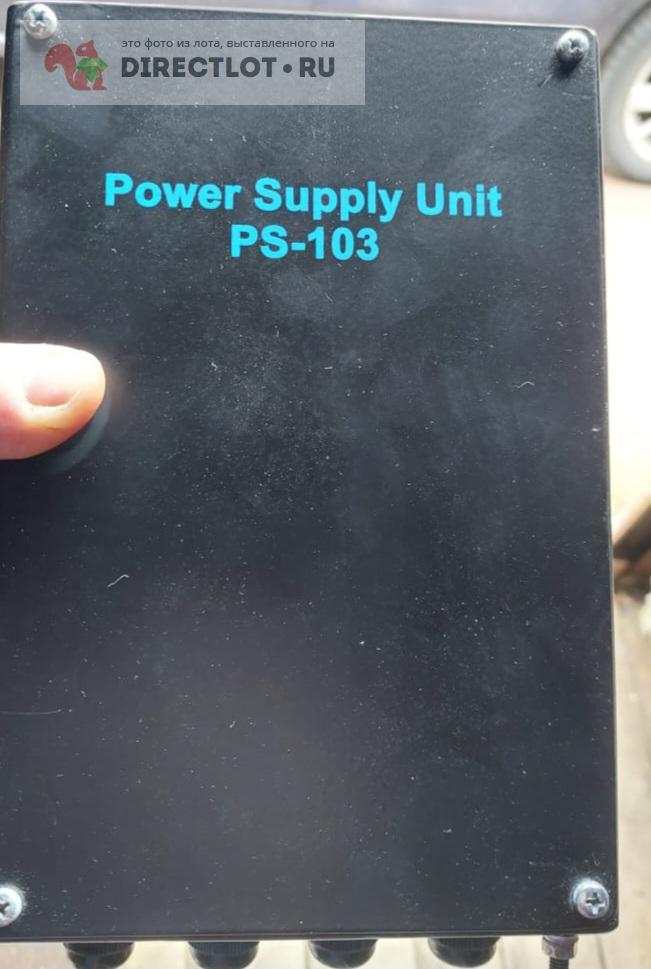 это фото из лота, выставленного на
DIRECTLOT•RU
Power Supply Unit
PS-103